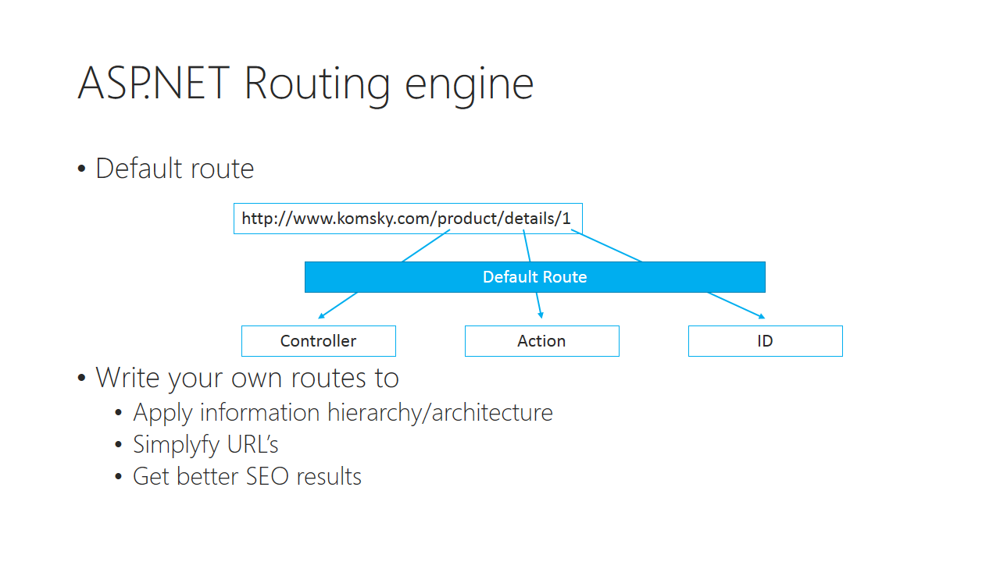 ASP.NET Routing engine
• Default route
http://www.komsky.com/product/details/1
Default Route
Controller
Action
ID
• Write your own routes to
• Apply information hierarchy/architecture
• Simplyfy URL’s
• Get better SEO results